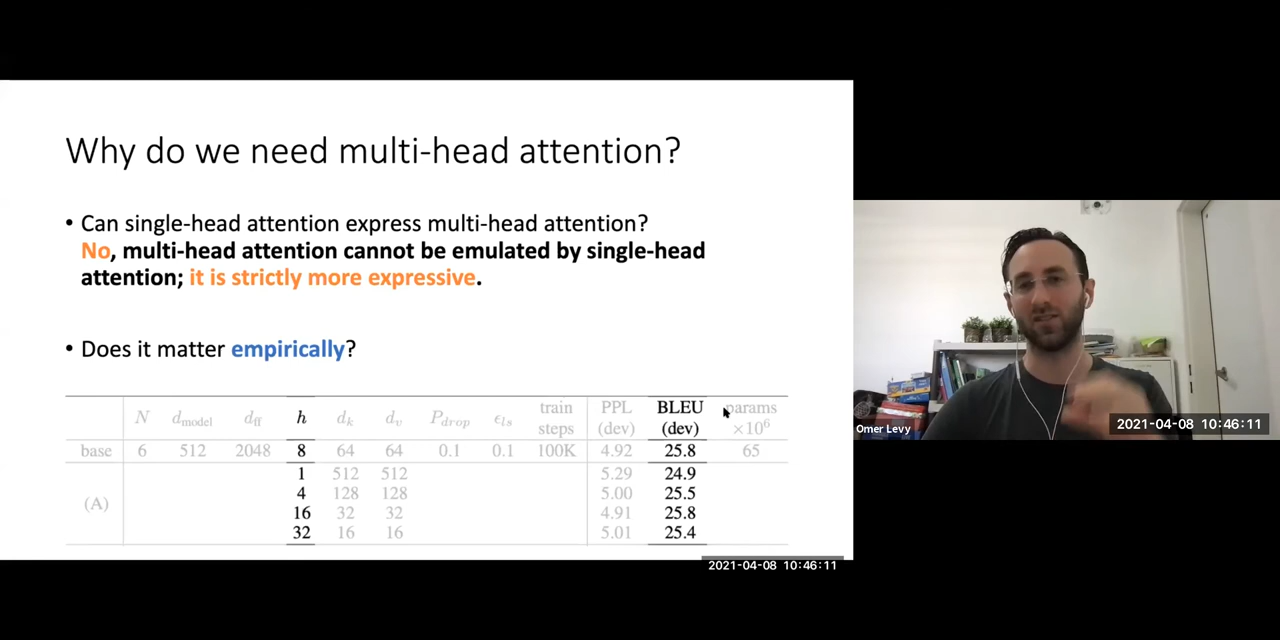 Why do we need multi-head attention?
• Can single-head attention express multi-head attention?
No, multi-head attention cannot be emulated by single-head
attention; it is strictly more expressive.
• Does it matter empirically?
N d_model d_ff h d_k d_v P_drop ϵ_ls train steps PPL (dev) BLEU (dev) params ×10⁶
base 6 512 2048 8 64 64 0.1 0.1 100K 4.92 25.8 65
(A)
1 512 512 5.29 24.9
4 128 128 5.00 25.5
16 32 32 4.91 25.8
32 16 16 5.01 25.4
2021-04-08 10:46:11
Omer Levy
2021-04-08 10:46:11